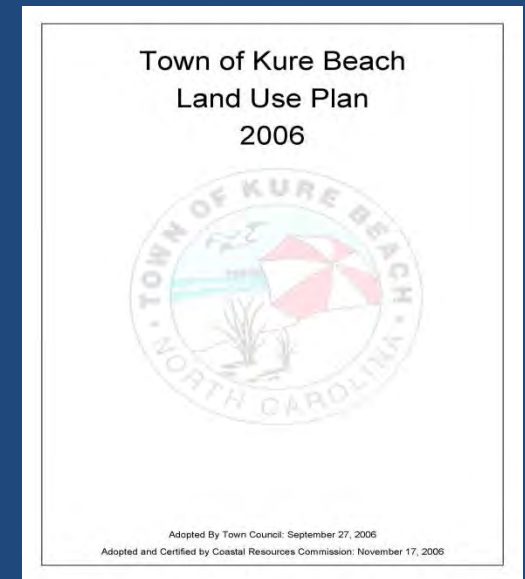 Town of Kure Beach
Land Use Plan
2006
TOWN OF KURE BEACH
NORTH CAROLINA
Adopted By Town Council: September 27, 2006
Adopted and Certified by Coastal Resources Commission: November 17, 2006